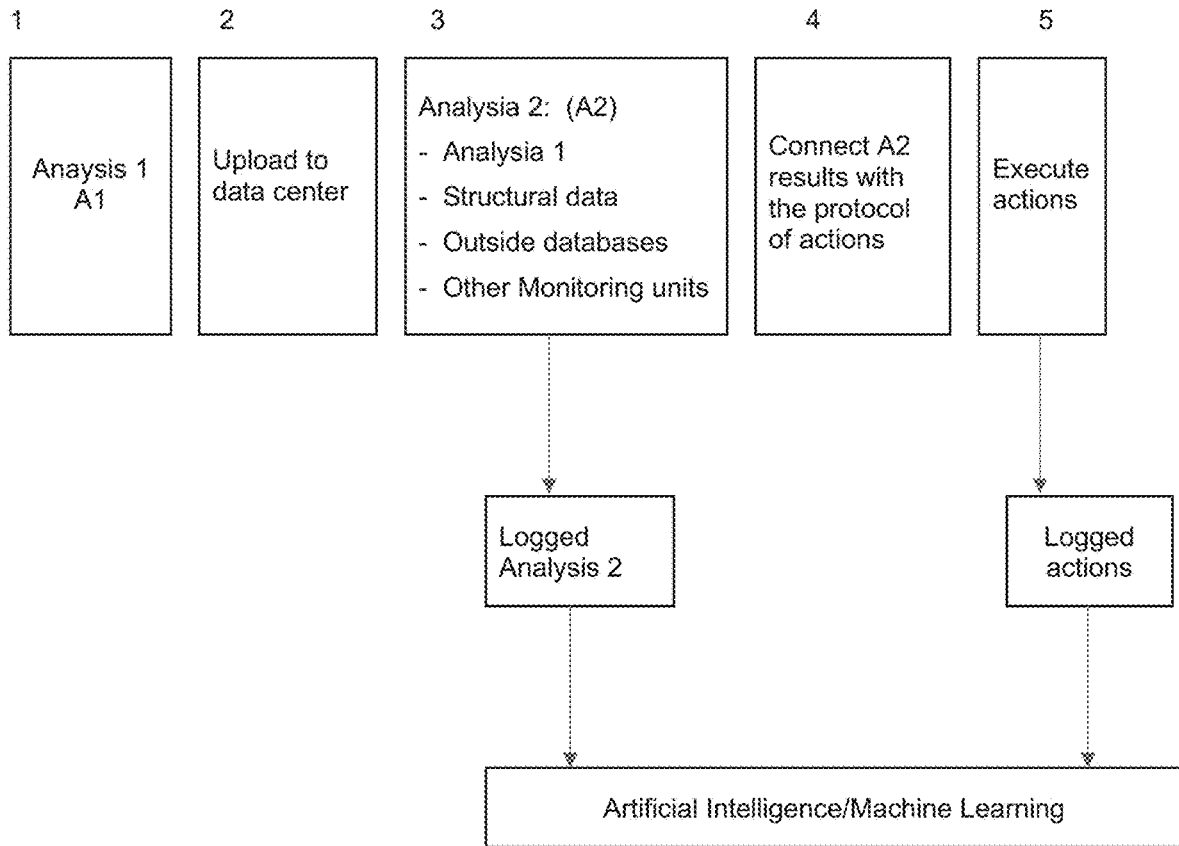 1
2
3
4
5
Anaysis 1
A1
Upload to
data center
Analysia 2: (A2)
- Analysia 1
- Structural data
- Outside databases
- Other Monitoring units
Connect A2
results with
the protocol
of actions
Execute
actions
Logged
Analysis 2
Logged
actions
Artificial Intelligence/Machine Learning